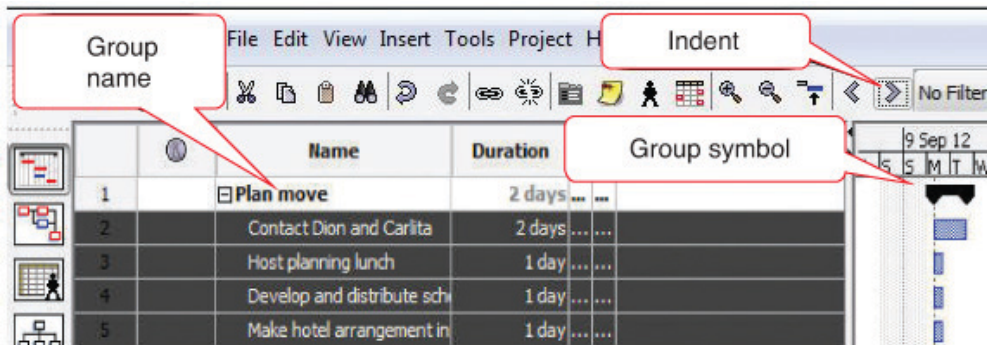 Group
name
File Edit View Insert Tools Project H
Indent
No Filter
Group symbol
Name
Duration
9 Sep 12
S S M T W
1 Plan move 2 days ... ...
2 Contact Dion and Carlita 2 days ... ...
3 Host planning lunch 1 day ... ...
4 Develop and distribute sch 1 day ... ...
5 Make hotel arrangement in 1 day ... ...